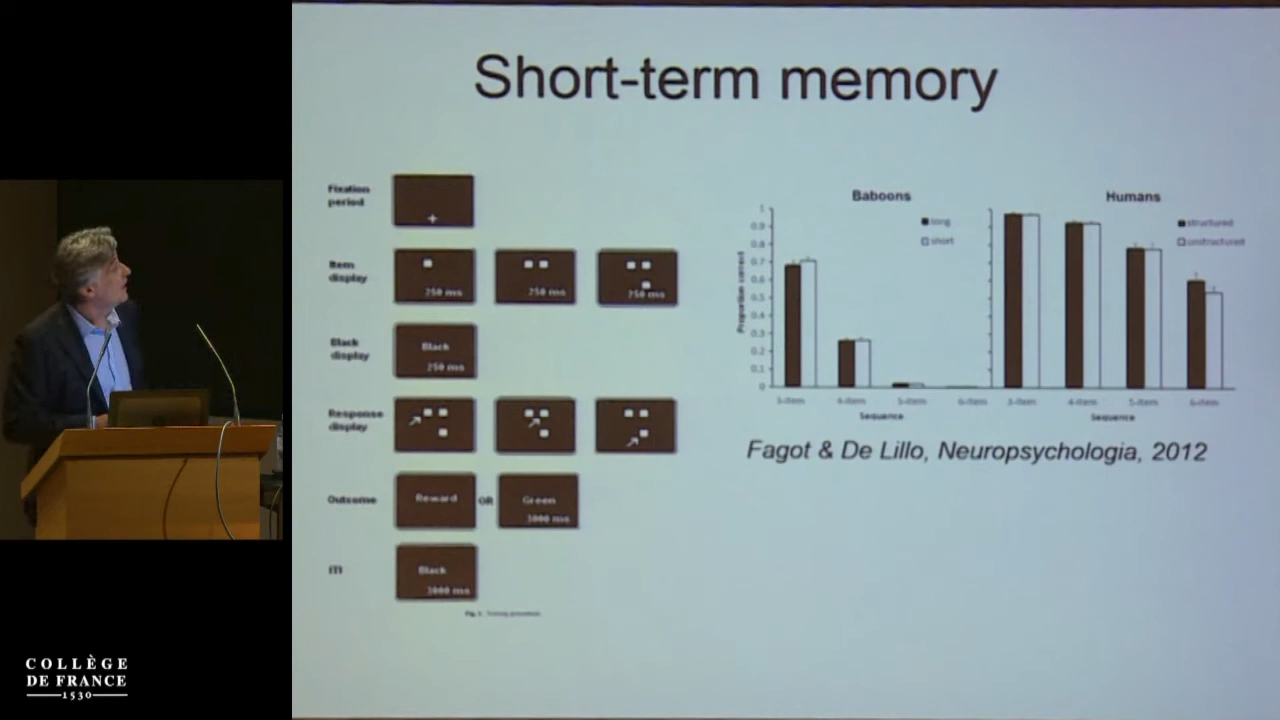 Short-term memory
Fixation
period
Item
display
250 ms
250 ms
250 ms
Black
display
Black
250 ms
Response
display
Outcome
Reward
OR
Green
3000 ms
ITI
Black
3000 ms
Baboons
long
short
Proportion correct
1
0.9
0.8
0.7
0.6
0.5
0.4
0.3
0.2
0.1
0
3-item
4-item
5-item
6-item
Sequence
Humans
structured
unstructured
3-item
4-item
5-item
6-item
Sequence
Fagot & De Lillo, Neuropsychologia, 2012
COLLÈGE
DE FRANCE
1530